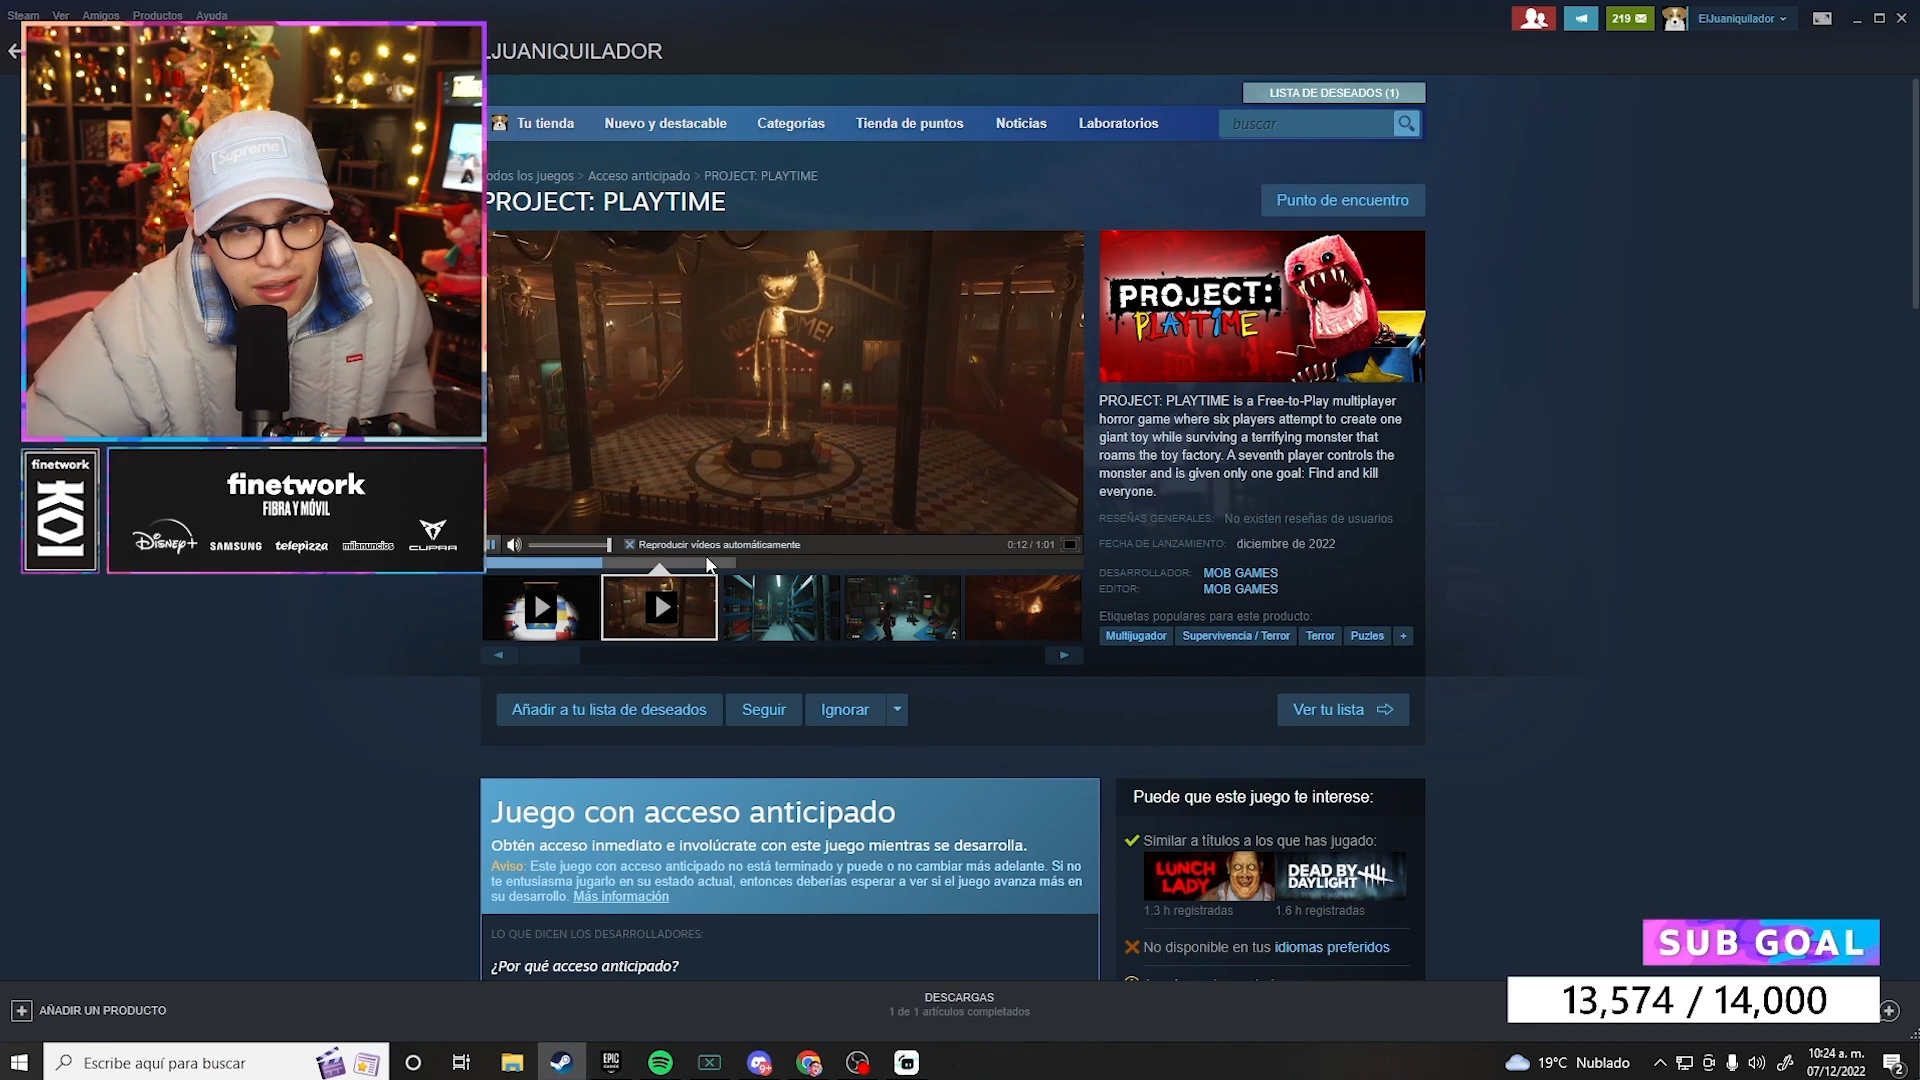 Steam Ver Amigos Productos Ayuda
219
ElJuaniquilador
LJUANIQUILADOR
LISTA DE DESEADOS (1)
Tu tienda Nuevo y destacable Categorías Tienda de puntos Noticias Laboratorios
buscar
odos los juegos > Acceso anticipado > PROJECT: PLAYTIME
PROJECT: PLAYTIME
Punto de encuentro
Supreme
WELCOME!
PROJECT:
PLAYTIME
PROJECT: PLAYTIME is a Free-to-Play multiplayer
horror game where six players attempt to create one
giant toy while surviving a terrifying monster that
roams the toy factory. A seventh player controls the
monster and is given only one goal: Find and kill
everyone.
RESEÑAS GENERALES: No existen reseñas de usuarios
FECHA DE LANZAMIENTO: diciembre de 2022
DESARROLLADOR: MOB GAMES
EDITOR: MOB GAMES
Etiquetas populares para este producto:
Multijugador Supervivencia / Terror Terror Puzles +
Reproducir vídeos automáticamente
0:12 / 1:01
finetwork
KOI
finetwork
FIBRA Y MÓVIL
Disney+ SAMSUNG telepizza milanuncios CUPRA
Añadir a tu lista de deseados Seguir Ignorar
Ver tu lista
Juego con acceso anticipado
Obtén acceso inmediato e involúcrate con este juego mientras se desarrolla.
Aviso: Este juego con acceso anticipado no está terminado y puede o no cambiar más adelante. Si no
te entusiasma jugarlo en su estado actual, entonces deberías esperar a ver si el juego avanza más en
su desarrollo. Más información
LO QUE DICEN LOS DESARROLLADORES:
¿Por qué acceso anticipado?
Puede que este juego te interese:
Similar a títulos a los que has jugado:
LUNCH
LADY
DEAD BY
DAYLIGHT
1.3 h registradas 1.6 h registradas
No disponible en tus idiomas preferidos
SUB GOAL
13,574 / 14,000
AÑADIR UN PRODUCTO
DESCARGAS
1 de 1 artículos completados
Escribe aquí para buscar
EPIC
GAMES
9+
19°C Nublado
10:24 a. m.
07/12/2022
2